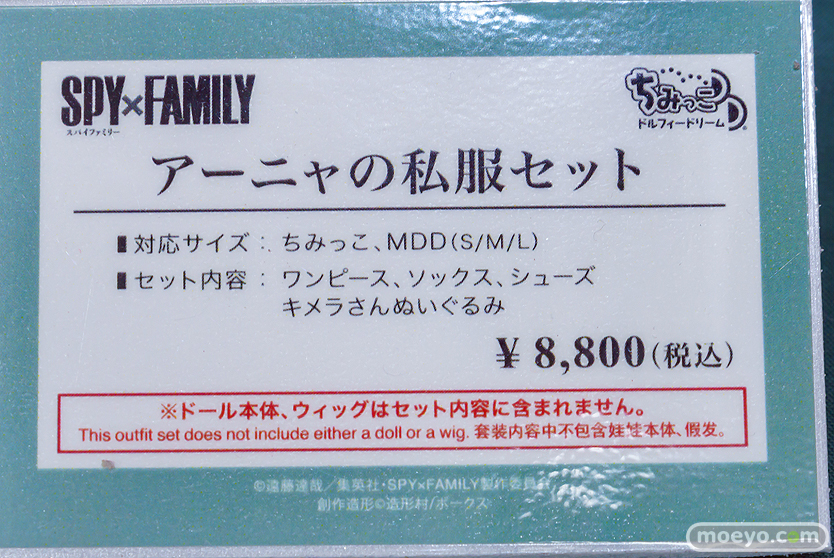 SPY×FAMILY
スパイファミリー
ちみっこ
ドルフィードリーム
アーニャの私服セット
■対応サイズ：ちみっこ、MDD(S/M/L)
■セット内容：ワンピース、ソックス、シューズ
キメラさんぬいぐるみ
¥ 8,800(税込)
※ドール本体、ウィッグはセット内容に含まれません。
This outfit set does not include either a doll or a wig. 套装内容中不包含娃娃本体、假发。
©遠藤達哉／集英社・SPY×FAMILY製作委員会
創作造形©造形村/ボークス
moeyo.com